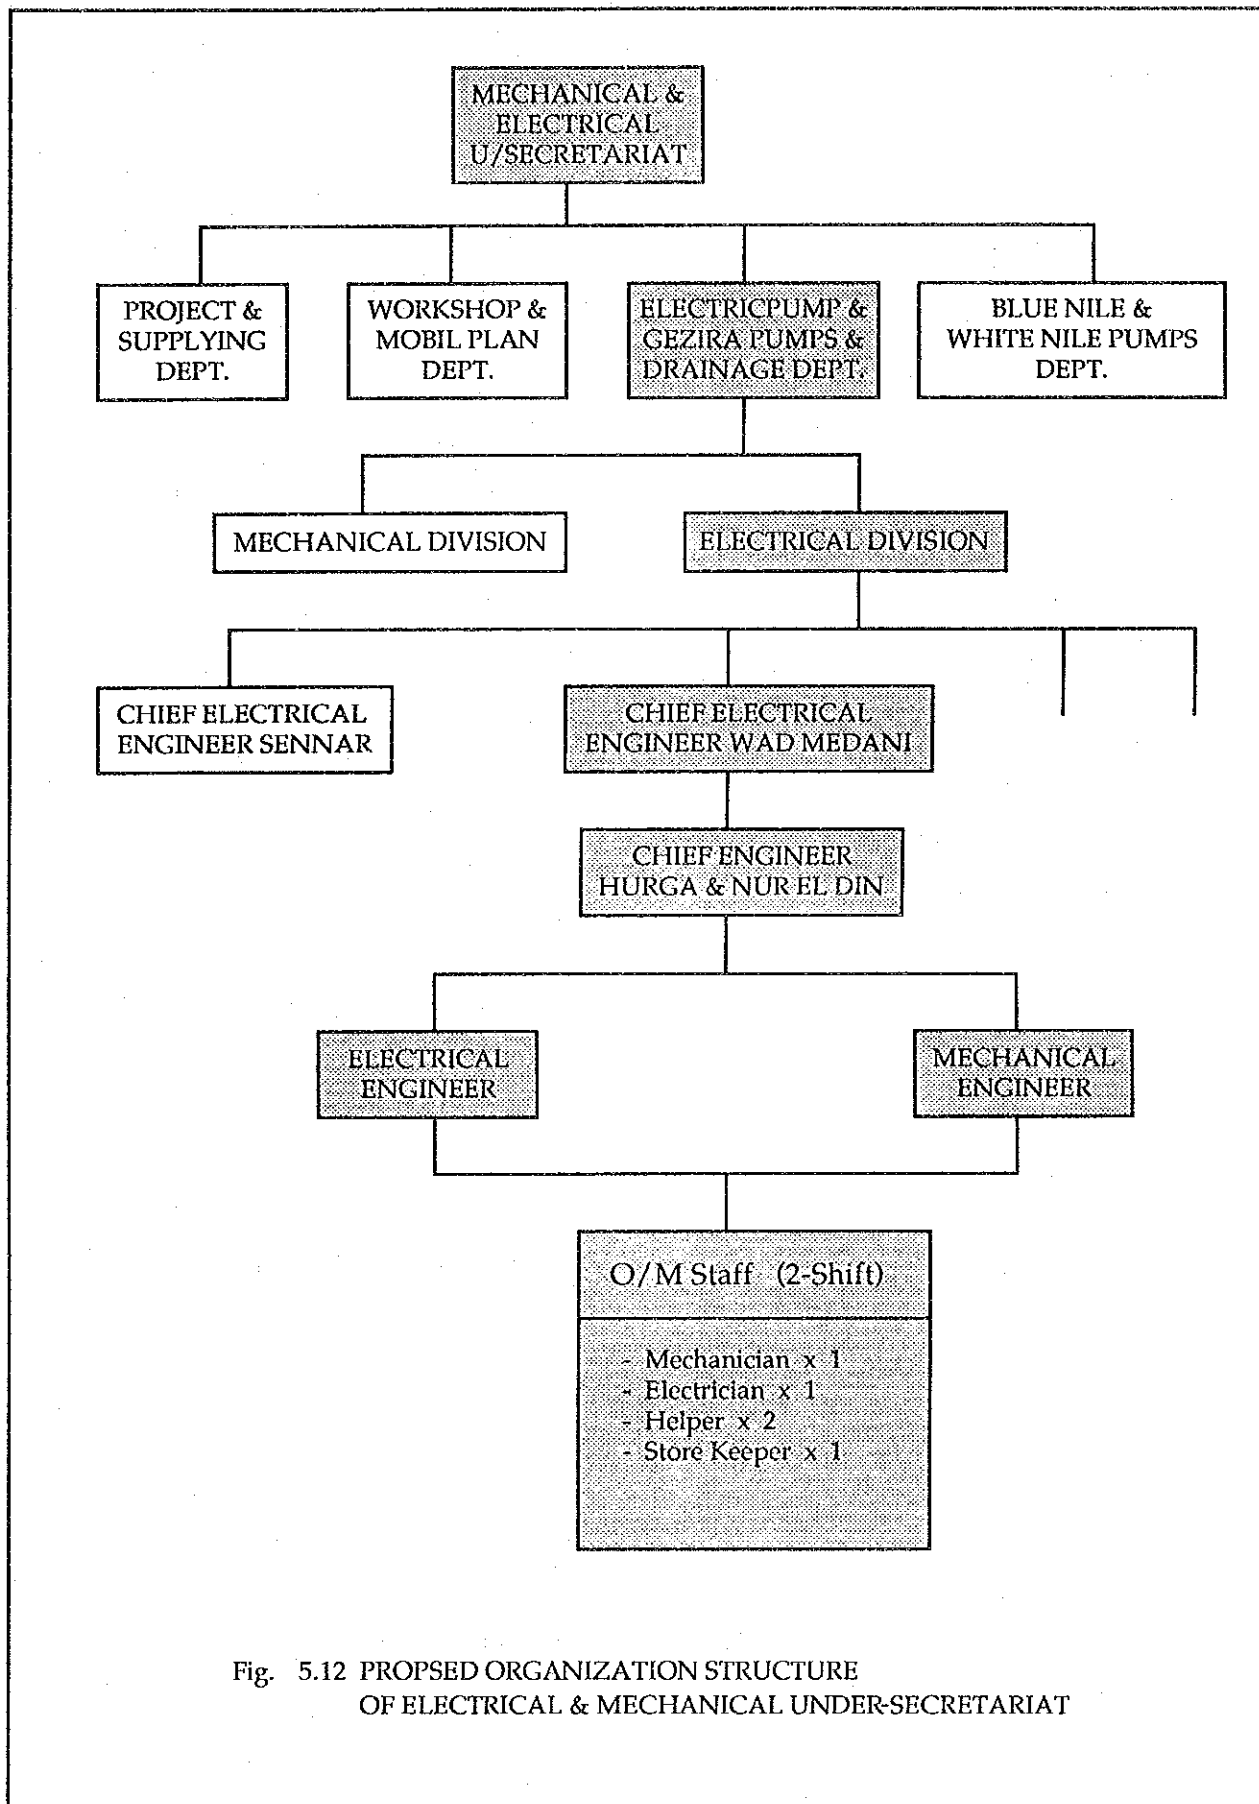 MECHANICAL &
ELECTRICAL
U/SECRETARIAT
PROJECT &
SUPPLYING
DEPT.
WORKSHOP &
MOBIL PLAN
DEPT.
ELECTRICPUMP &
GEZIRA PUMPS &
DRAINAGE DEPT.
BLUE NILE &
WHITE NILE PUMPS
DEPT.
MECHANICAL DIVISION
ELECTRICAL DIVISION
CHIEF ELECTRICAL
ENGINEER SENNAR
CHIEF ELECTRICAL
ENGINEER WAD MEDANI
CHIEF ENGINEER
HURGA & NUR EL DIN
ELECTRICAL
ENGINEER
MECHANICAL
ENGINEER
O/M Staff (2-Shift)
- Mechanician x 1
- Electrician x 1
- Helper x 2
- Store Keeper x 1
Fig. 5.12 PROPSED ORGANIZATION STRUCTURE
OF ELECTRICAL & MECHANICAL UNDER-SECRETARIAT